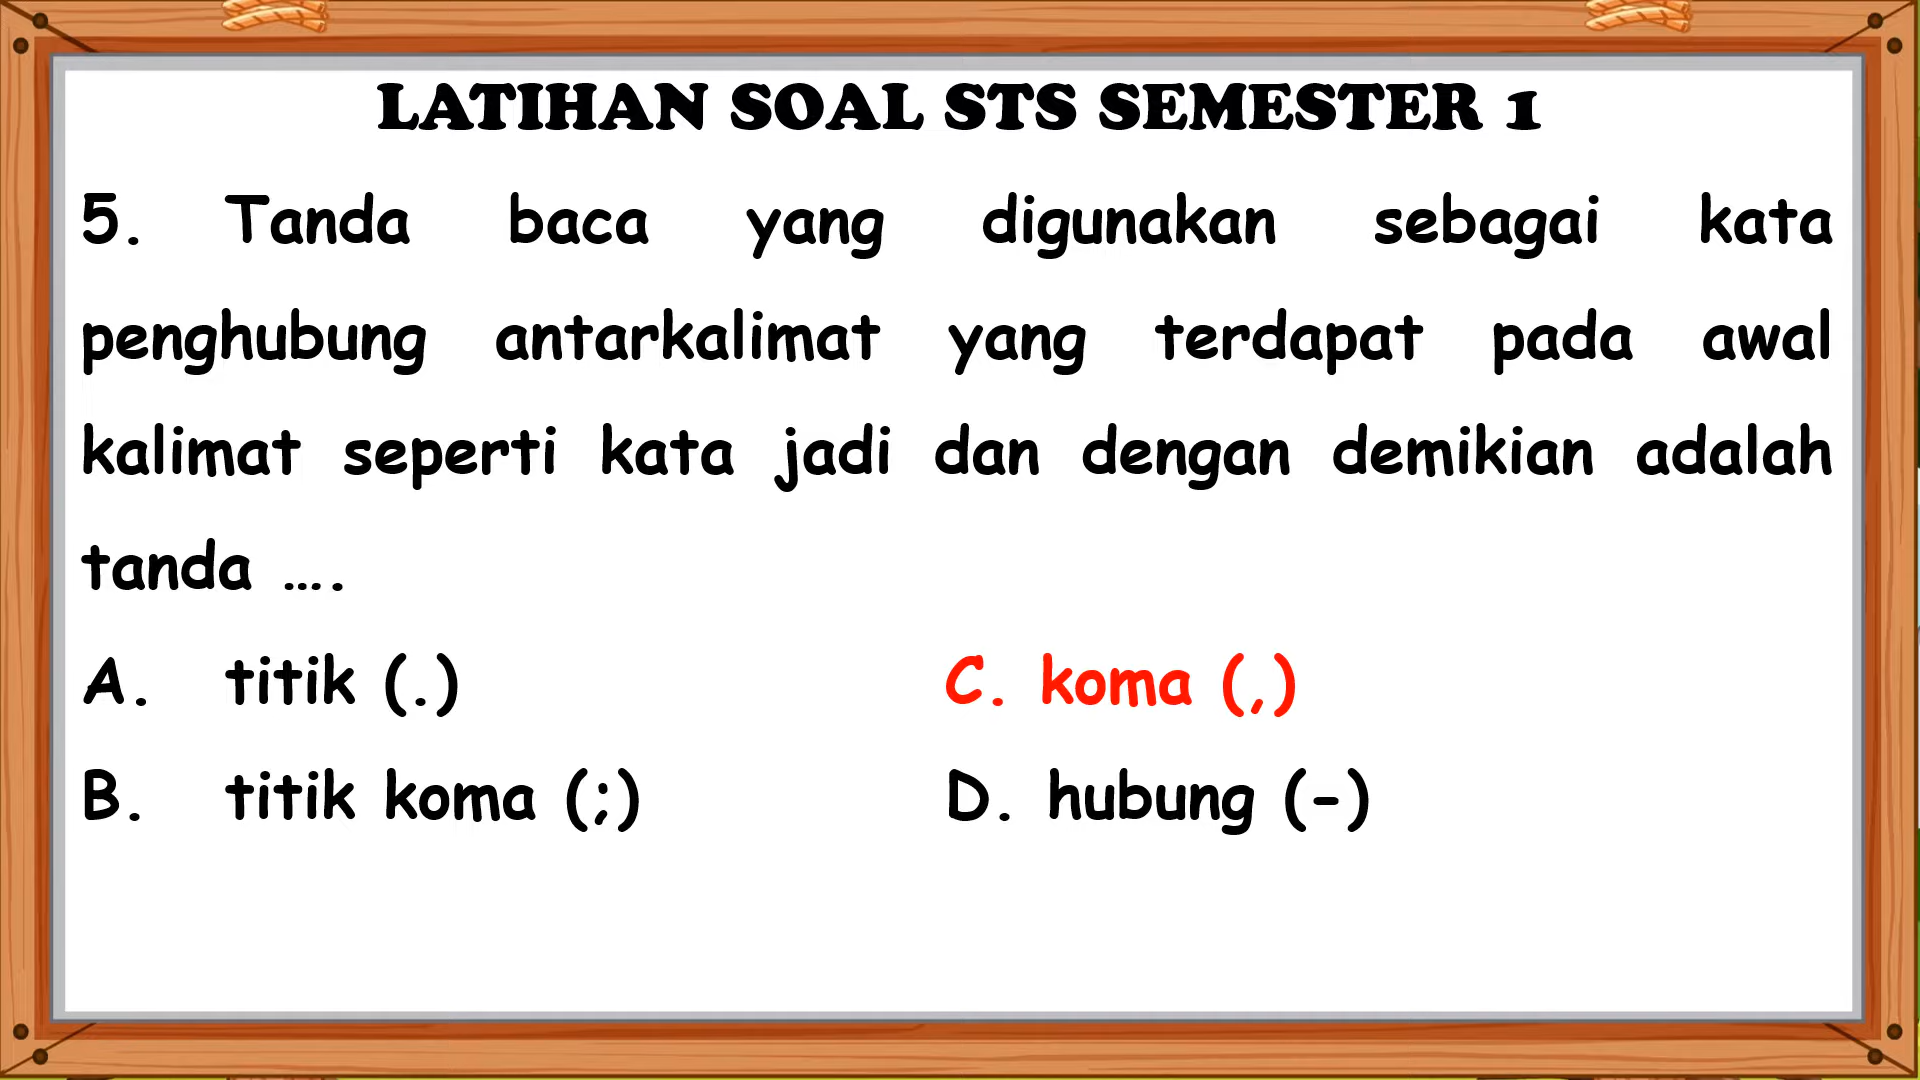 LATIHAN SOAL STS SEMESTER 1
5. Tanda baca yang digunakan sebagai kata
penghubung antarkalimat yang terdapat pada awal
kalimat seperti kata jadi dan dengan demikian adalah
tanda ….
A. titik (.) C. koma (,)
B. titik koma (;) D. hubung (-)